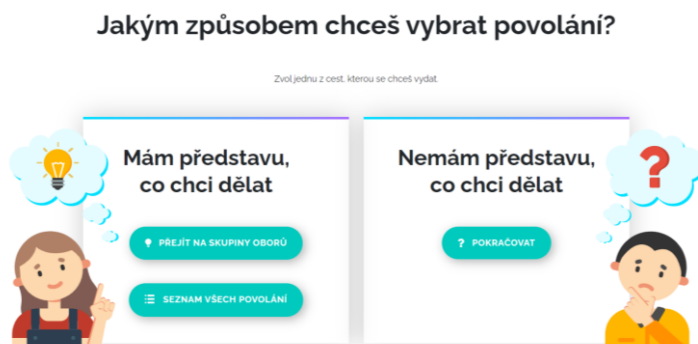 Jakým způsobem chceš vybrat povolání?
Zvol jednu z cest, kterou se chceš vydat.
Mám představu,
co chci dělat
PŘEJÍT NA SKUPINY OBORŮ
SEZNAM VŠECH POVOLÁNÍ
Nemám představu,
co chci dělat
? POKRAČOVAT
?